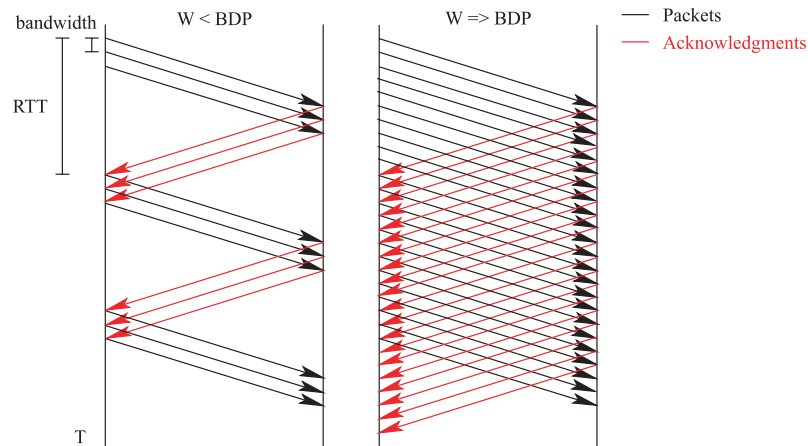 W < BDP
W => BDP
bandwidth
RTT
T
Packets
Acknowledgments